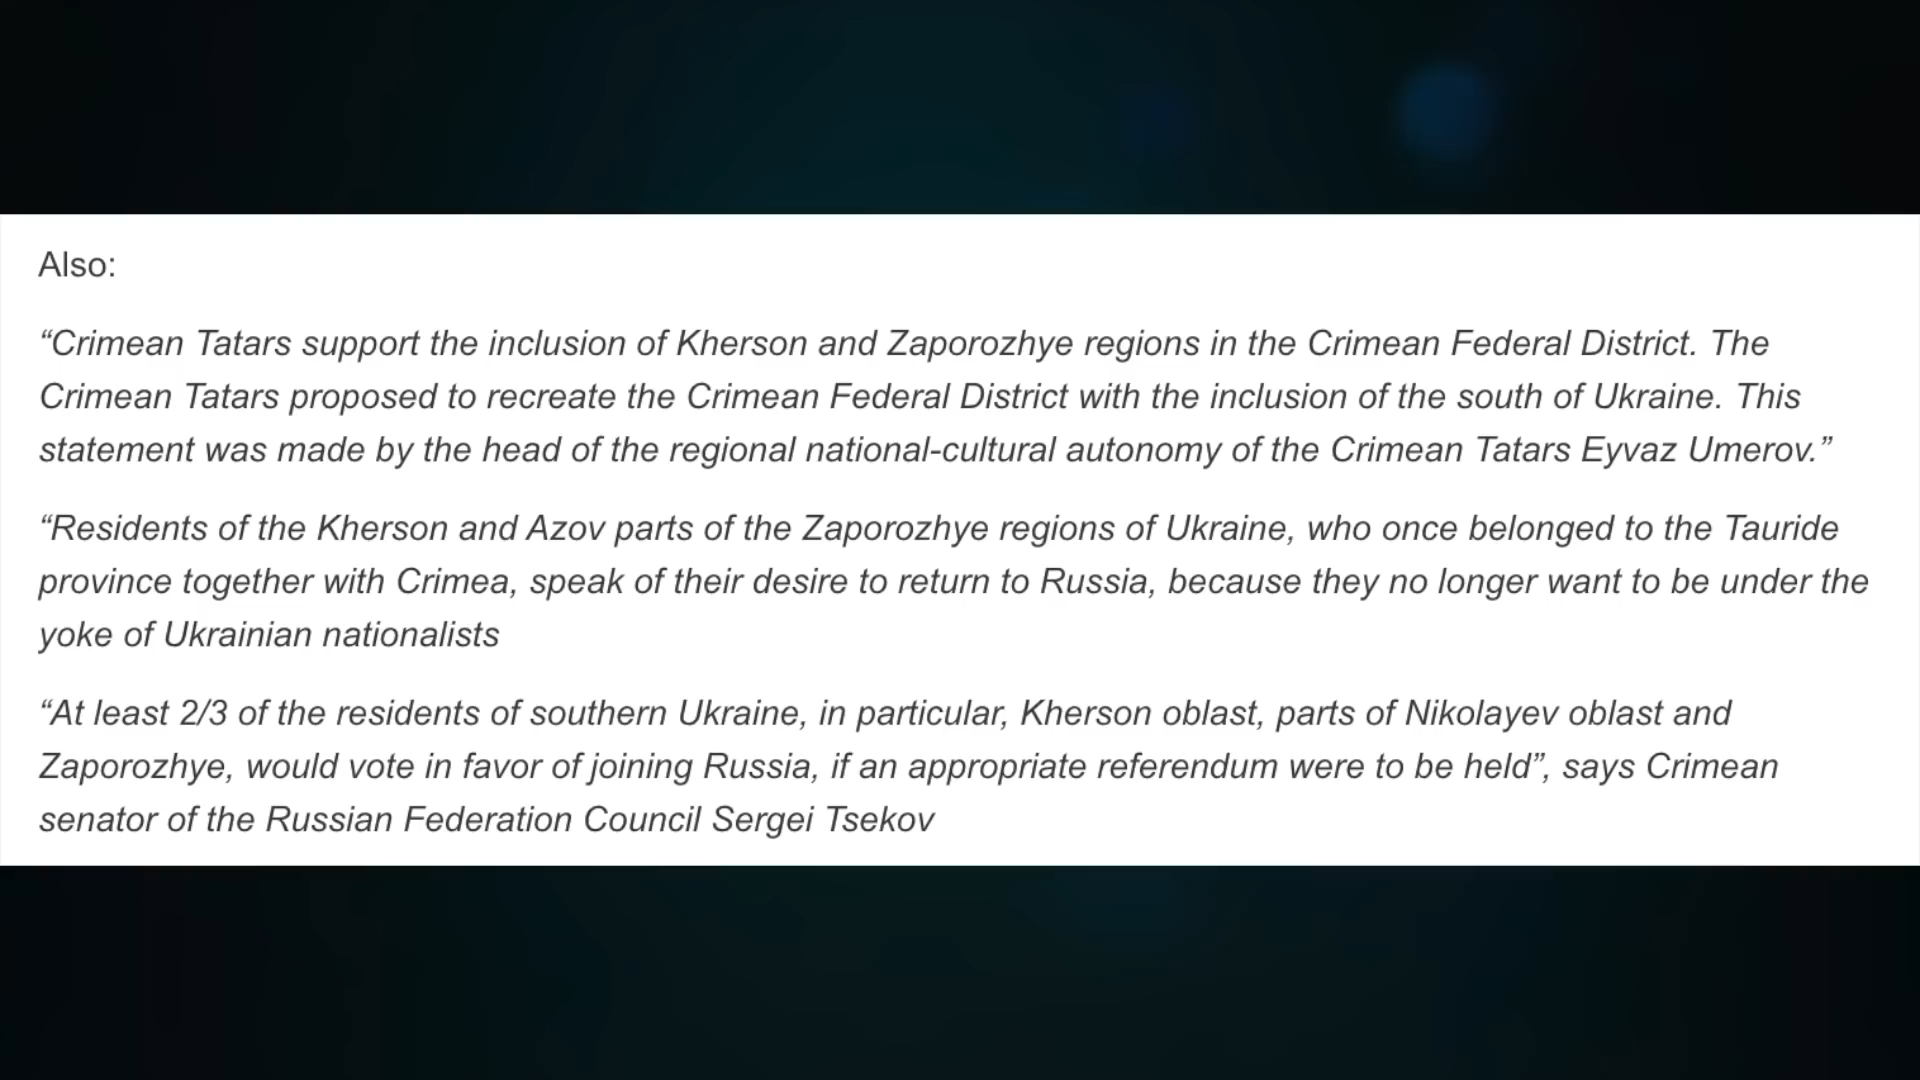 Also:
“Crimean Tatars support the inclusion of Kherson and Zaporozhye regions in the Crimean Federal District. The
Crimean Tatars proposed to recreate the Crimean Federal District with the inclusion of the south of Ukraine. This
statement was made by the head of the regional national-cultural autonomy of the Crimean Tatars Eyvaz Umerov.”
“Residents of the Kherson and Azov parts of the Zaporozhye regions of Ukraine, who once belonged to the Tauride
province together with Crimea, speak of their desire to return to Russia, because they no longer want to be under the
yoke of Ukrainian nationalists
“At least 2/3 of the residents of southern Ukraine, in particular, Kherson oblast, parts of Nikolayev oblast and
Zaporozhye, would vote in favor of joining Russia, if an appropriate referendum were to be held”, says Crimean
senator of the Russian Federation Council Sergei Tsekov